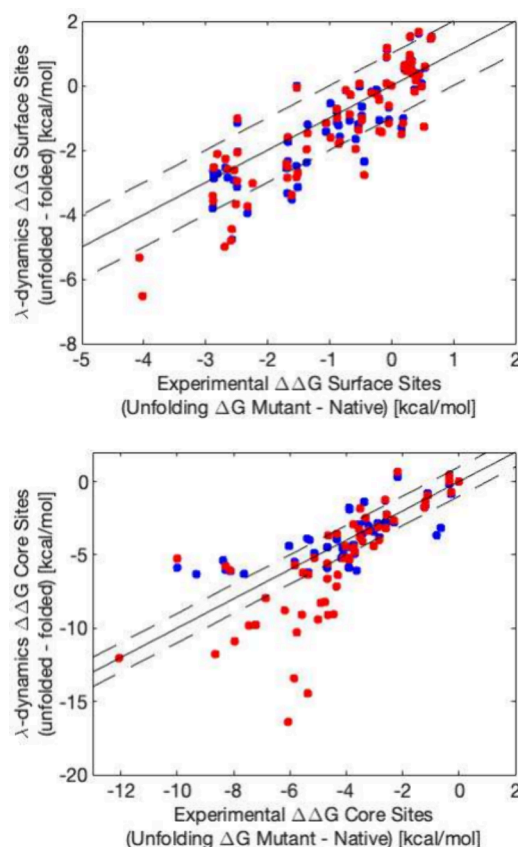 2
0
-2
-4
-6
-8
-5 -4 -3 -2 -1 0 1 2
λ-dynamics ΔΔG Surface Sites
(unfolded - folded) [kcal/mol]
Experimental ΔΔG Surface Sites
(Unfolding ΔG Mutant - Native) [kcal/mol]
0
-5
-10
-15
-20
-12 -10 -8 -6 -4 -2 0 2
λ-dynamics ΔΔG Core Sites
(unfolded - folded) [kcal/mol]
Experimental ΔΔG Core Sites
(Unfolding ΔG Mutant - Native) [kcal/mol]